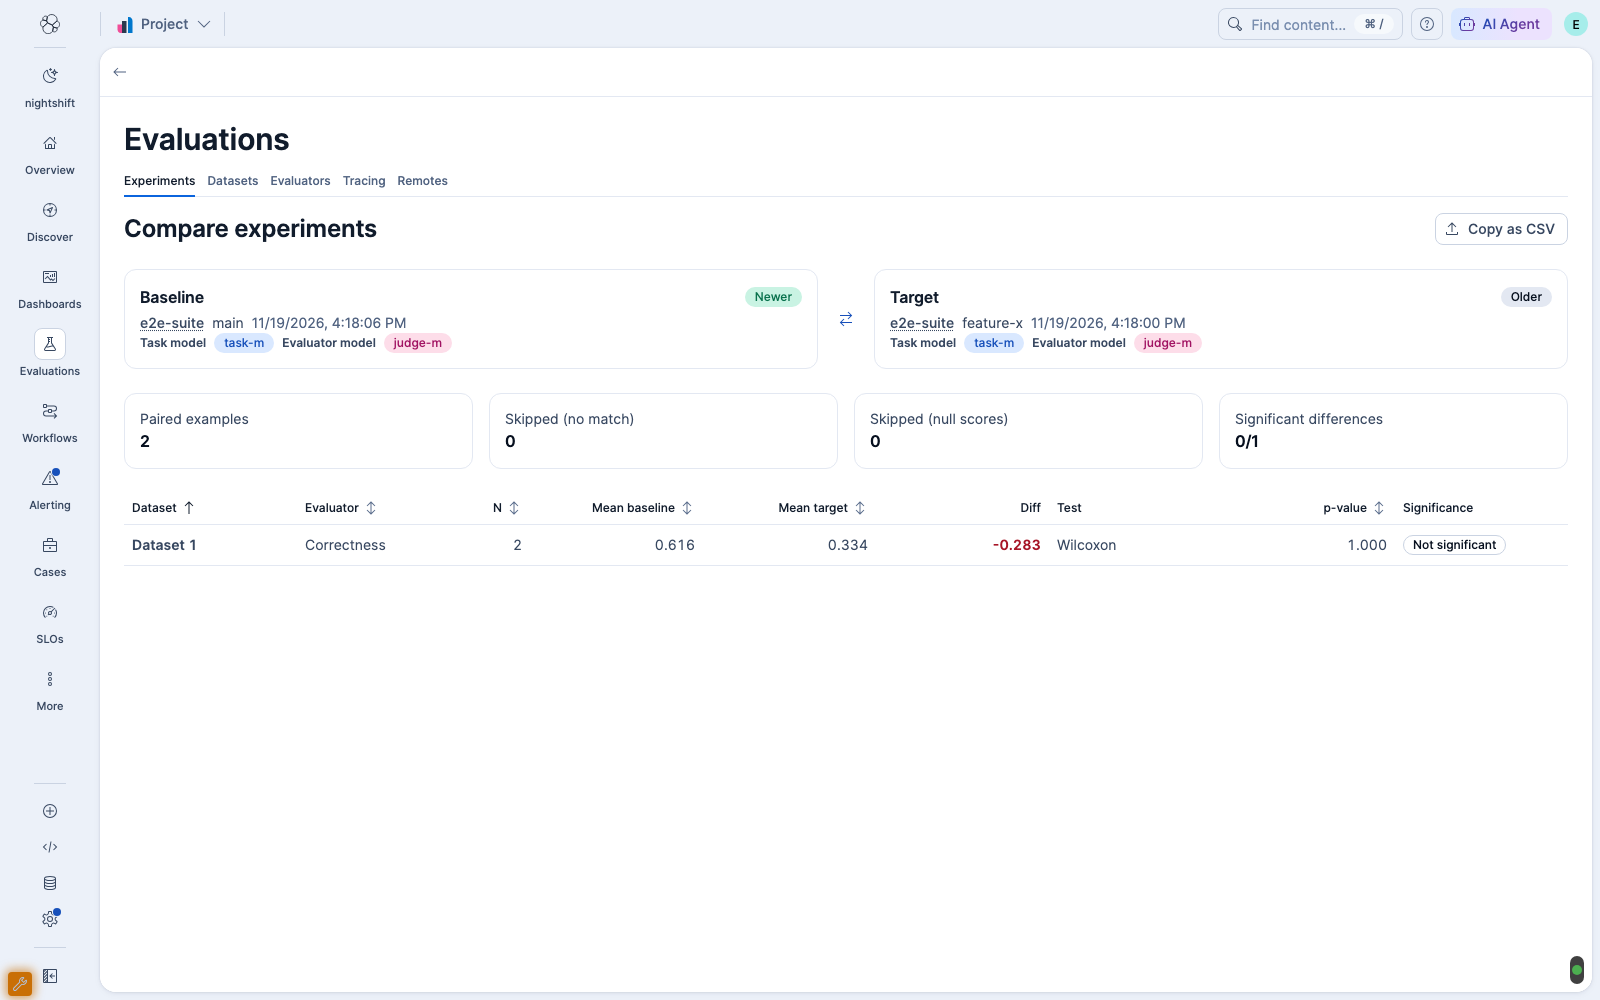 Project
Find content...
⌘ /
AI Agent
E
nightshift
Overview
Discover
Dashboards
Evaluations
Workflows
Alerting
Cases
SLOs
More
Evaluations
Experiments Datasets Evaluators Tracing Remotes
Compare experiments
Copy as CSV
Baseline
Newer
e2e-suite main 11/19/2026, 4:18:06 PM
Task model task-m Evaluator model judge-m
Target
Older
e2e-suite feature-x 11/19/2026, 4:18:00 PM
Task model task-m Evaluator model judge-m
Paired examples
2
Skipped (no match)
0
Skipped (null scores)
0
Significant differences
0/1
Dataset Evaluator N Mean baseline Mean target Diff Test p-value Significance
Dataset 1 Correctness 2 0.616 0.334 -0.283 Wilcoxon 1.000 Not significant